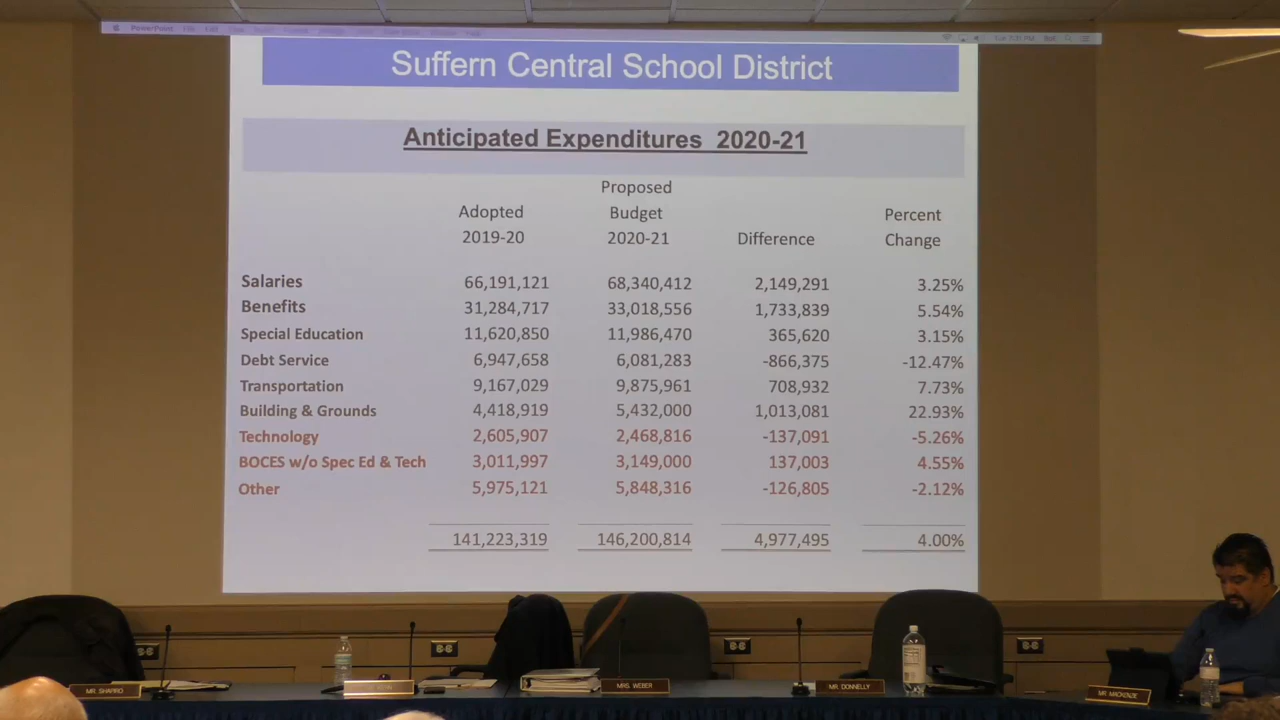 PowerPoint File Edit
Suffern Central School District
Anticipated Expenditures 2020-21
Proposed
Adopted Budget Percent
2019-20 2020-21 Difference Change
Salaries 66,191,121 68,340,412 2,149,291 3.25%
Benefits 31,284,717 33,018,556 1,733,839 5.54%
Special Education 11,620,850 11,986,470 365,620 3.15%
Debt Service 6,947,658 6,081,283 -866,375 -12.47%
Transportation 9,167,029 9,875,961 708,932 7.73%
Building & Grounds 4,418,919 5,432,000 1,013,081 22.93%
Technology 2,605,907 2,468,816 -137,091 -5.26%
BOCES w/o Spec Ed & Tech 3,011,997 3,149,000 137,003 4.55%
Other 5,975,121 5,848,316 -126,805 -2.12%
141,223,319 146,200,814 4,977,495 4.00%
MR. SHAPIRO
MRS. WEBER
MR. DONNELLY
MR. MACKENZIE